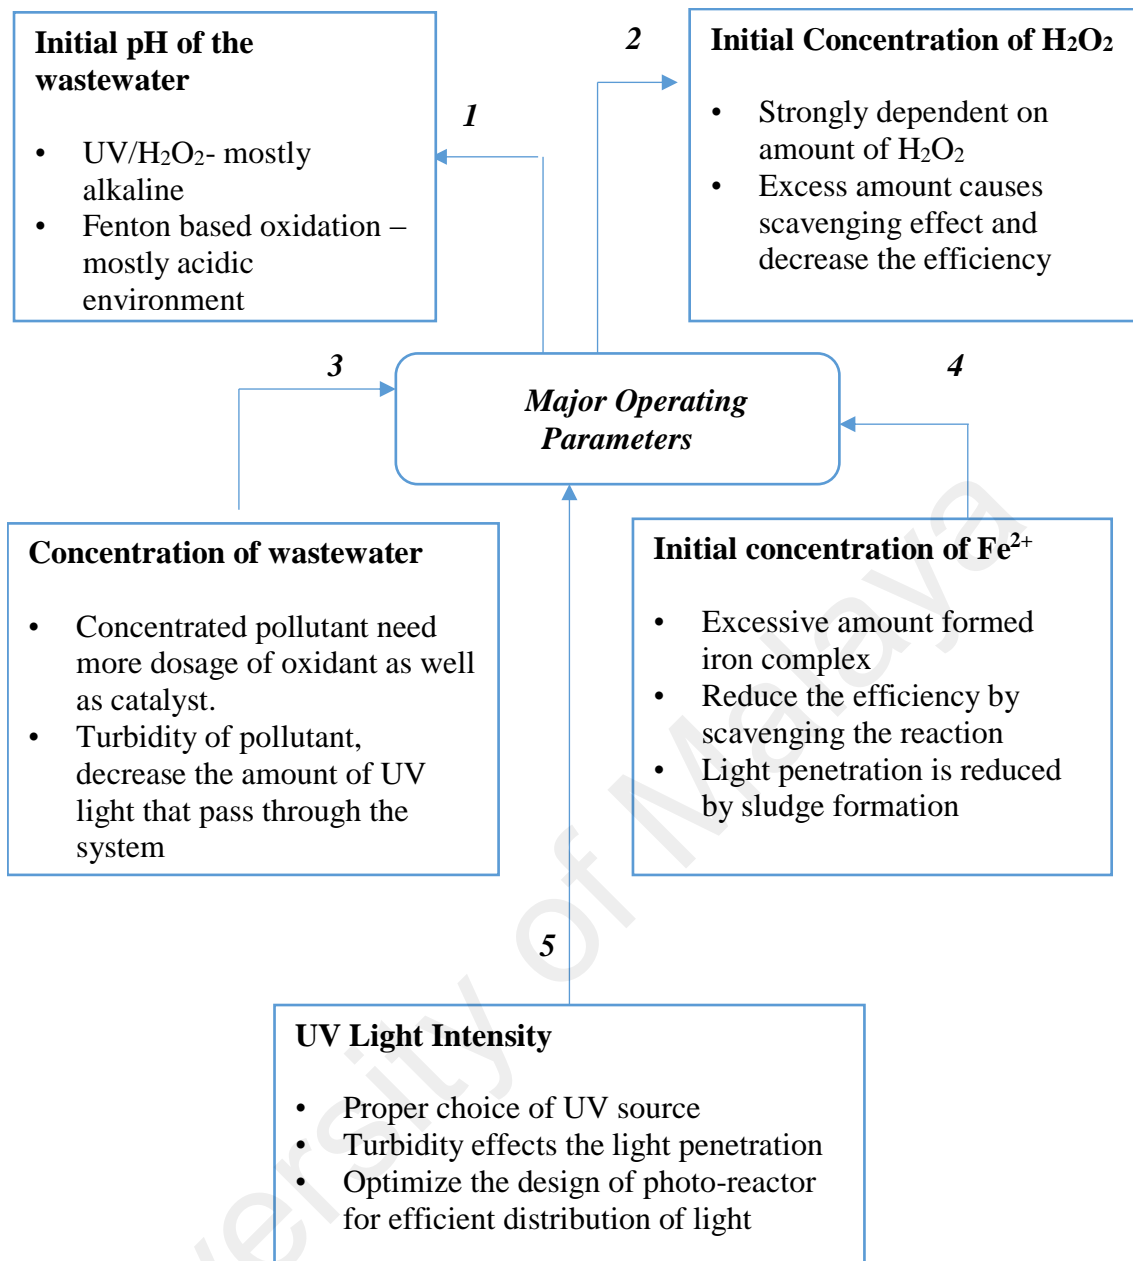 Initial pH of the
wastewater
• UV/H₂O₂- mostly
alkaline
• Fenton based oxidation –
mostly acidic
environment
1
2
Initial Concentration of H₂O₂
• Strongly dependent on
amount of H₂O₂
• Excess amount causes
scavenging effect and
decrease the efficiency
3
Major Operating
Parameters
4
Concentration of wastewater
• Concentrated pollutant need
more dosage of oxidant as well
as catalyst.
• Turbidity of pollutant,
decrease the amount of UV
light that pass through the
system
Initial concentration of Fe²⁺
• Excessive amount formed
iron complex
• Reduce the efficiency by
scavenging the reaction
• Light penetration is reduced
by sludge formation
5
UV Light Intensity
• Proper choice of UV source
• Turbidity effects the light penetration
• Optimize the design of photo-reactor
for efficient distribution of light
versity of Malaya